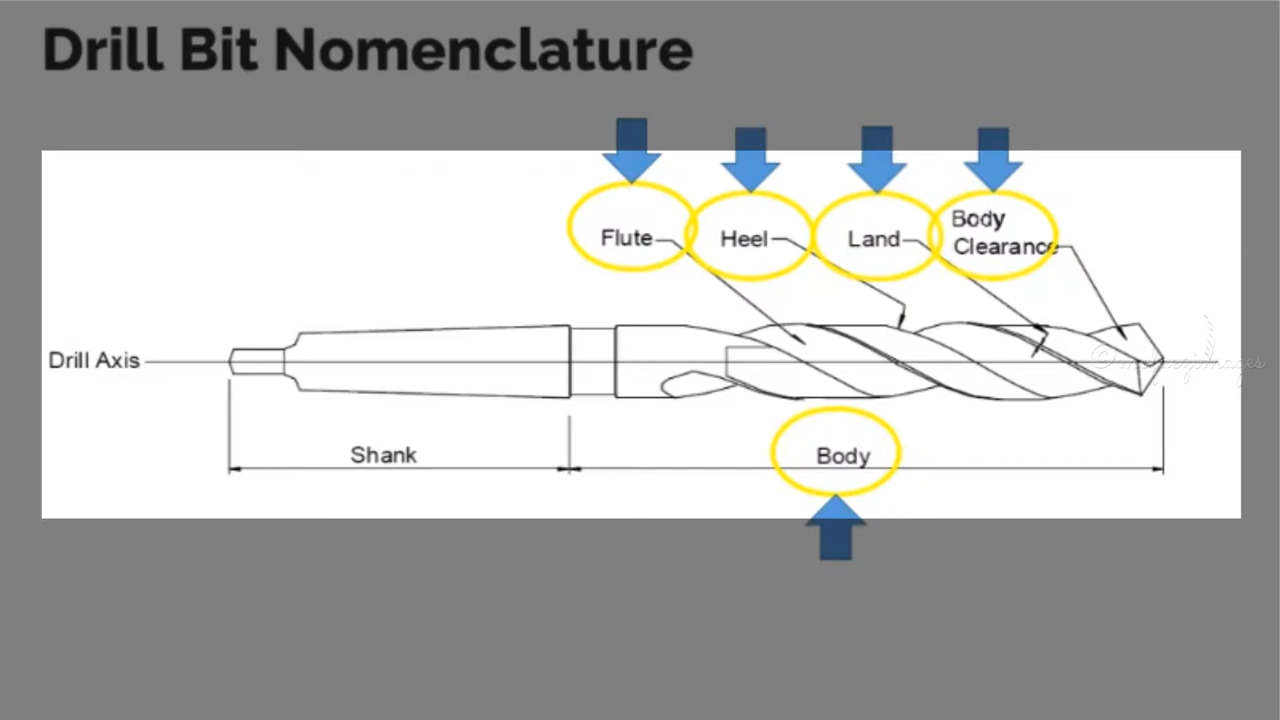 Drill Bit Nomenclature
Flute
Heel
Land
Body
Clearance
Drill Axis
Shank
Body